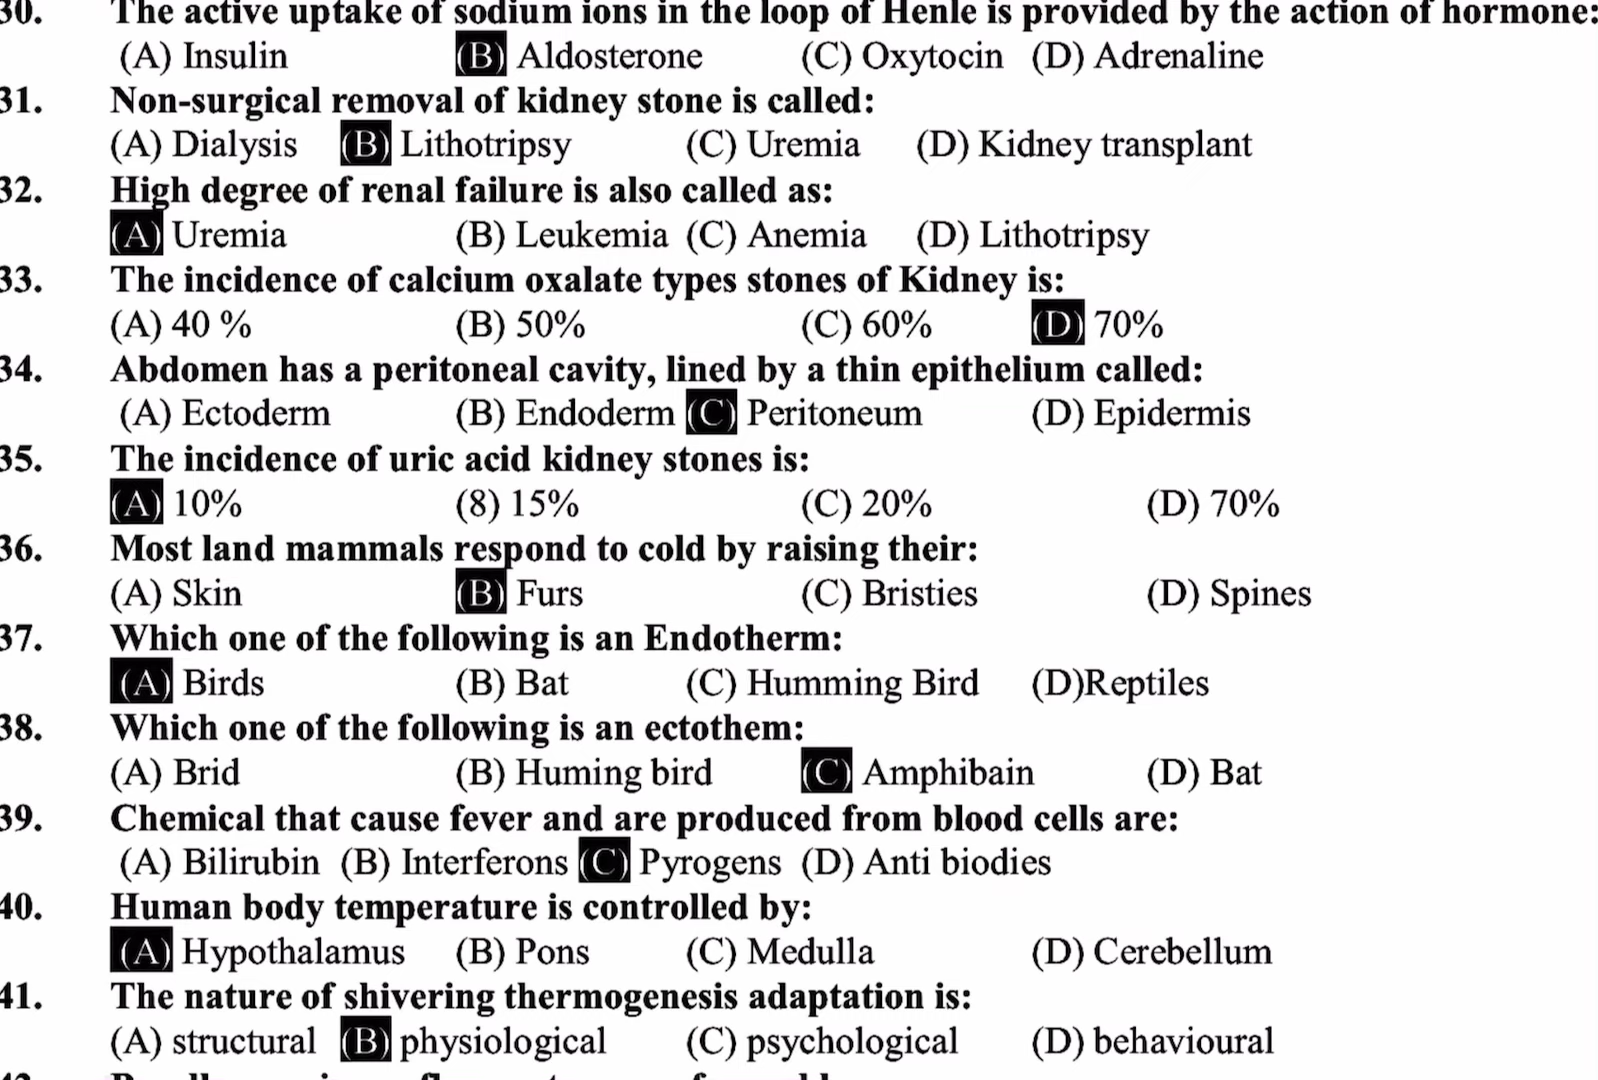 30. The active uptake of sodium ions in the loop of Henle is provided by the action of hormone:
(A) Insulin (B) Aldosterone (C) Oxytocin (D) Adrenaline
31. Non-surgical removal of kidney stone is called:
(A) Dialysis (B) Lithotripsy (C) Uremia (D) Kidney transplant
32. High degree of renal failure is also called as:
(A) Uremia (B) Leukemia (C) Anemia (D) Lithotripsy
33. The incidence of calcium oxalate types stones of Kidney is:
(A) 40 % (B) 50% (C) 60% (D) 70%
34. Abdomen has a peritoneal cavity, lined by a thin epithelium called:
(A) Ectoderm (B) Endoderm (C) Peritoneum (D) Epidermis
35. The incidence of uric acid kidney stones is:
(A) 10% (8) 15% (C) 20% (D) 70%
36. Most land mammals respond to cold by raising their:
(A) Skin (B) Furs (C) Bristies (D) Spines
37. Which one of the following is an Endotherm:
(A) Birds (B) Bat (C) Humming Bird (D)Reptiles
38. Which one of the following is an ectothem:
(A) Brid (B) Huming bird (C) Amphibain (D) Bat
39. Chemical that cause fever and are produced from blood cells are:
(A) Bilirubin (B) Interferons (C) Pyrogens (D) Anti biodies
40. Human body temperature is controlled by:
(A) Hypothalamus (B) Pons (C) Medulla (D) Cerebellum
41. The nature of shivering thermogenesis adaptation is:
(A) structural (B) physiological (C) psychological (D) behavioural